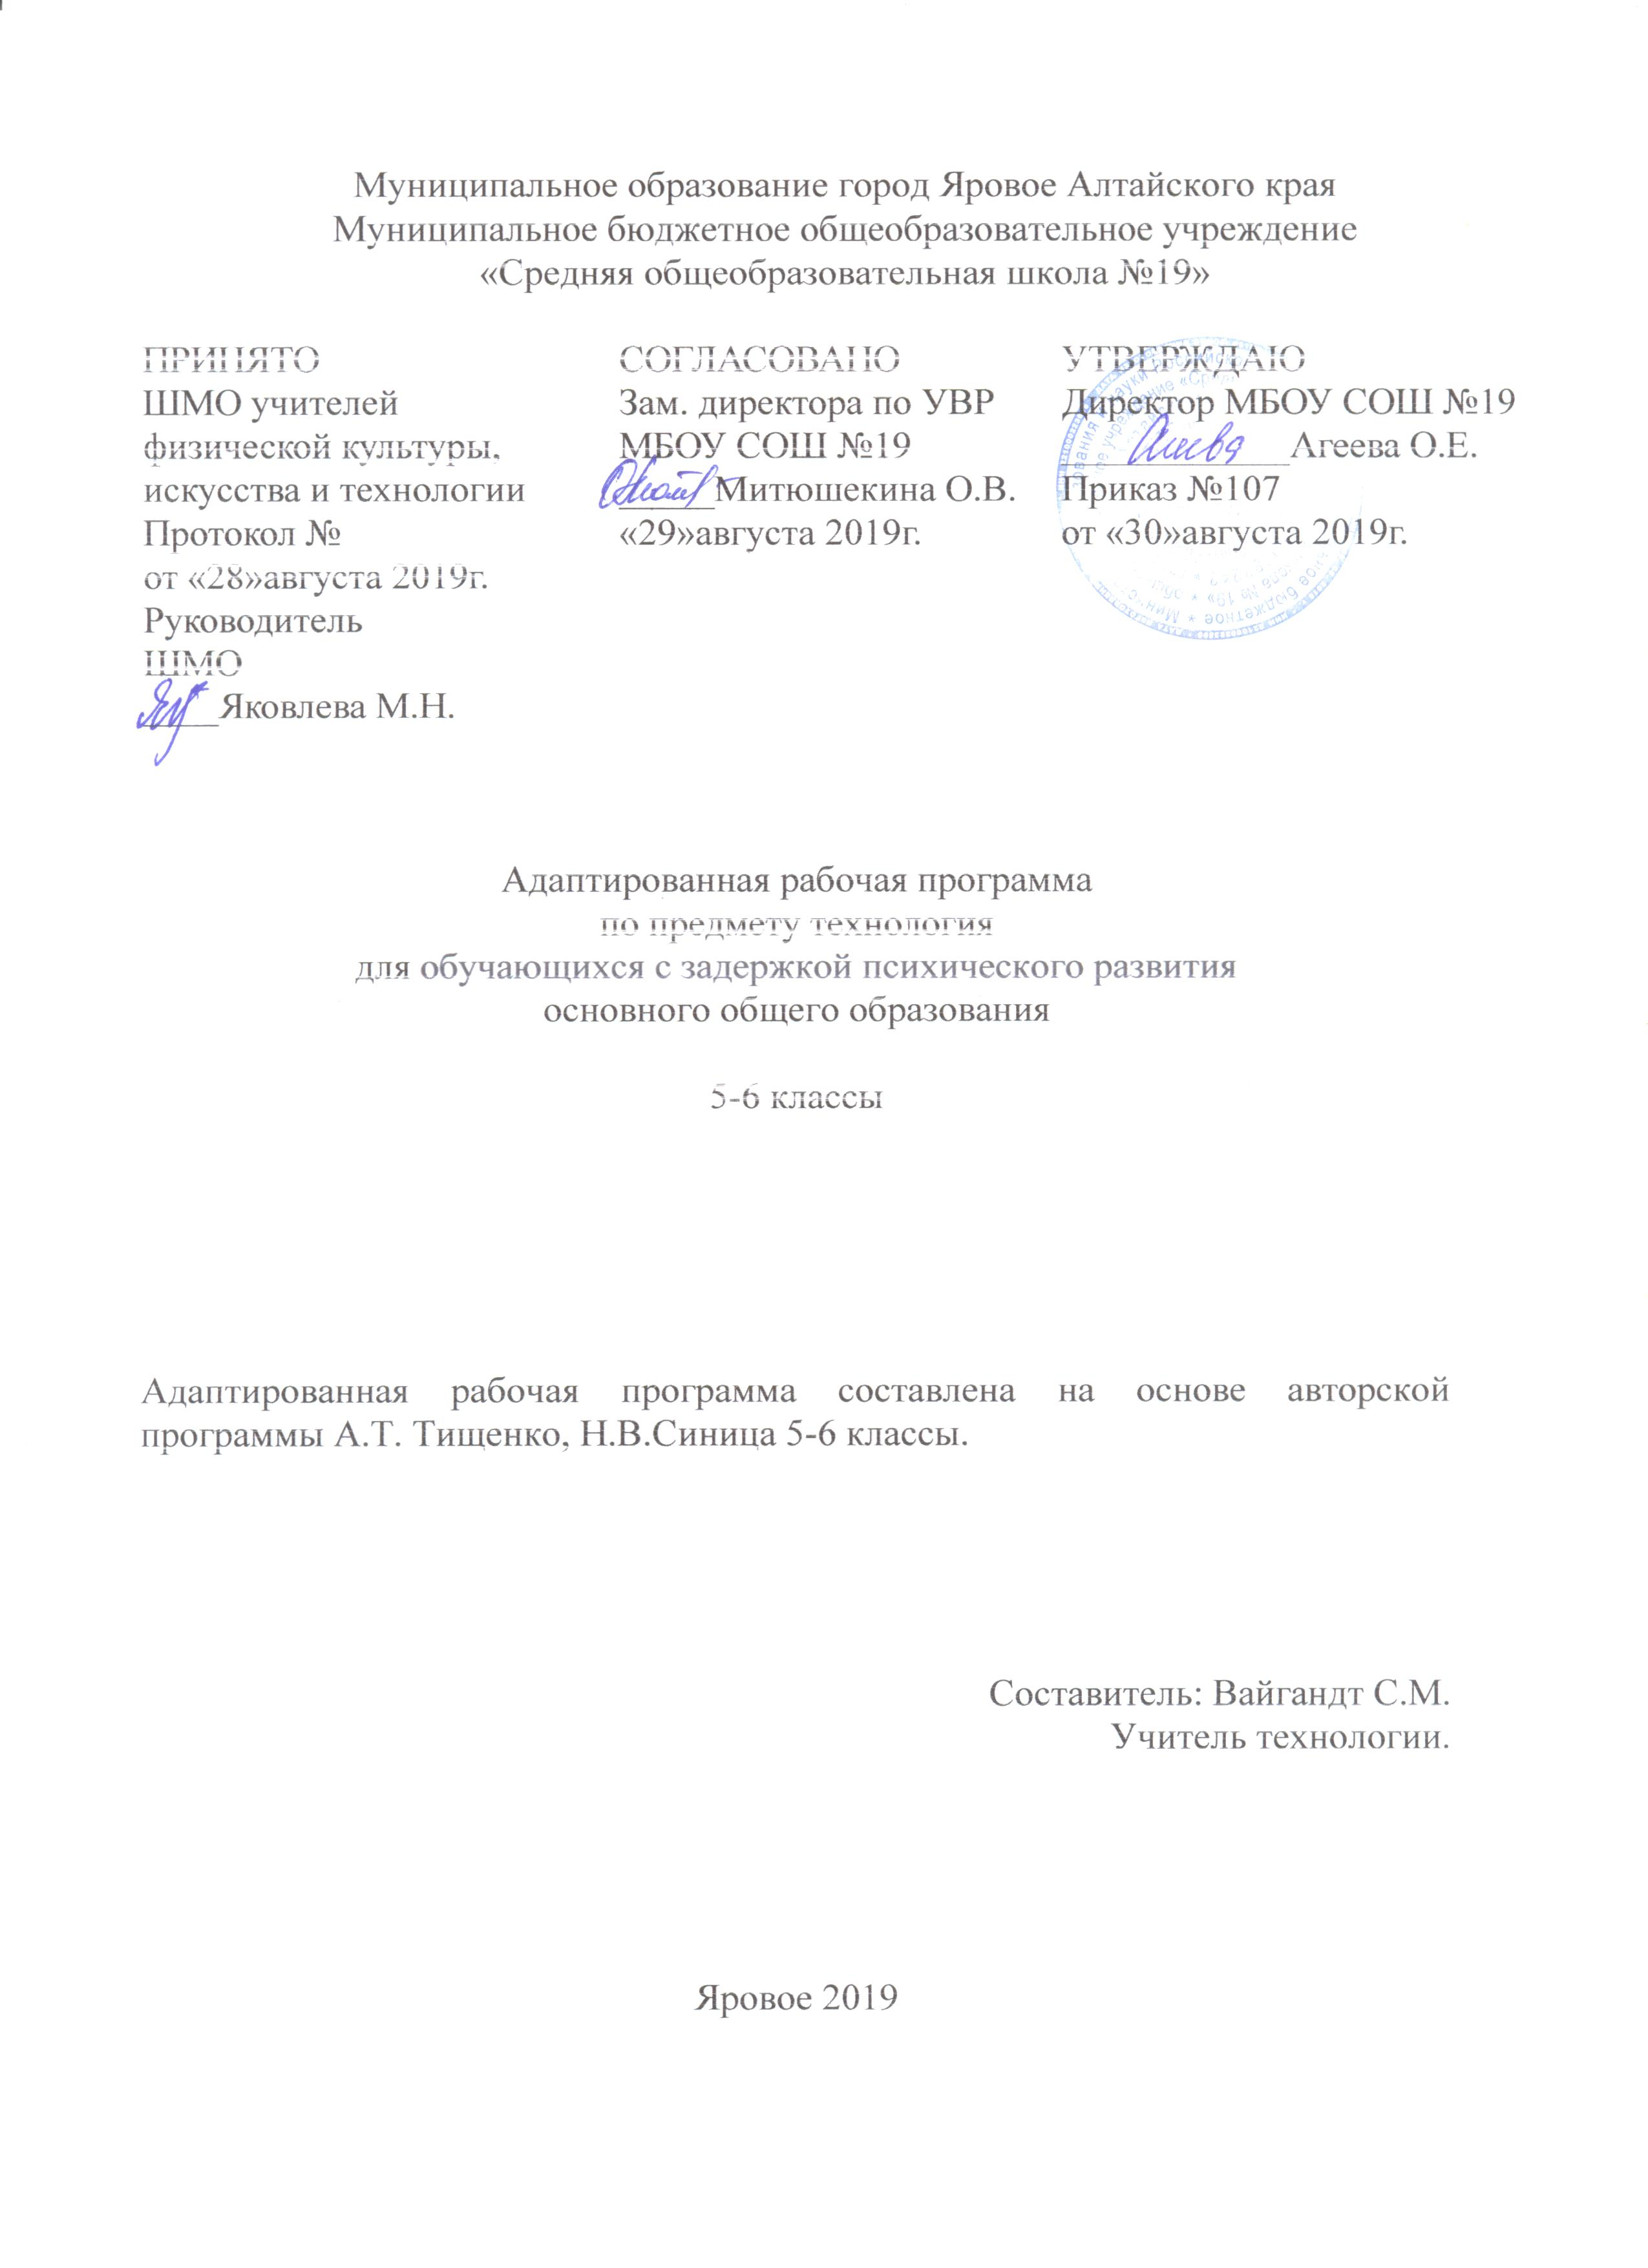 Муниципальное образование город Яровое Алтайского края
Муниципальное бюджетное общеобразовательное учреждение
«Средняя общеобразовательная школа №19»
ПРИНЯТО
ШМО учителей
физической культуры,
искусства и технологии
Протокол №
от «28»августа 2019г.
Руководитель
ШМО
____Яковлева М.Н.
СОГЛАСОВАНО
Зам. директора по УВР
МБОУ СОШ №19
_____Митюшекина О.В.
«29»августа 2019г.
УТВЕРЖДАЮ
Директор МБОУ СОШ №19
____________Агеева О.Е.
Приказ №107
от «30»августа 2019г.
Адаптированная рабочая программа
по предмету технология
для обучающихся с задержкой психического развития
основного общего образования
5-6 классы
Адаптированная рабочая программа составлена на основе авторской
программы А.Т. Тищенко, Н.В.Синица 5-6 классы.
Составитель: Вайгандт С.М.
Учитель технологии.
Яровое 2019